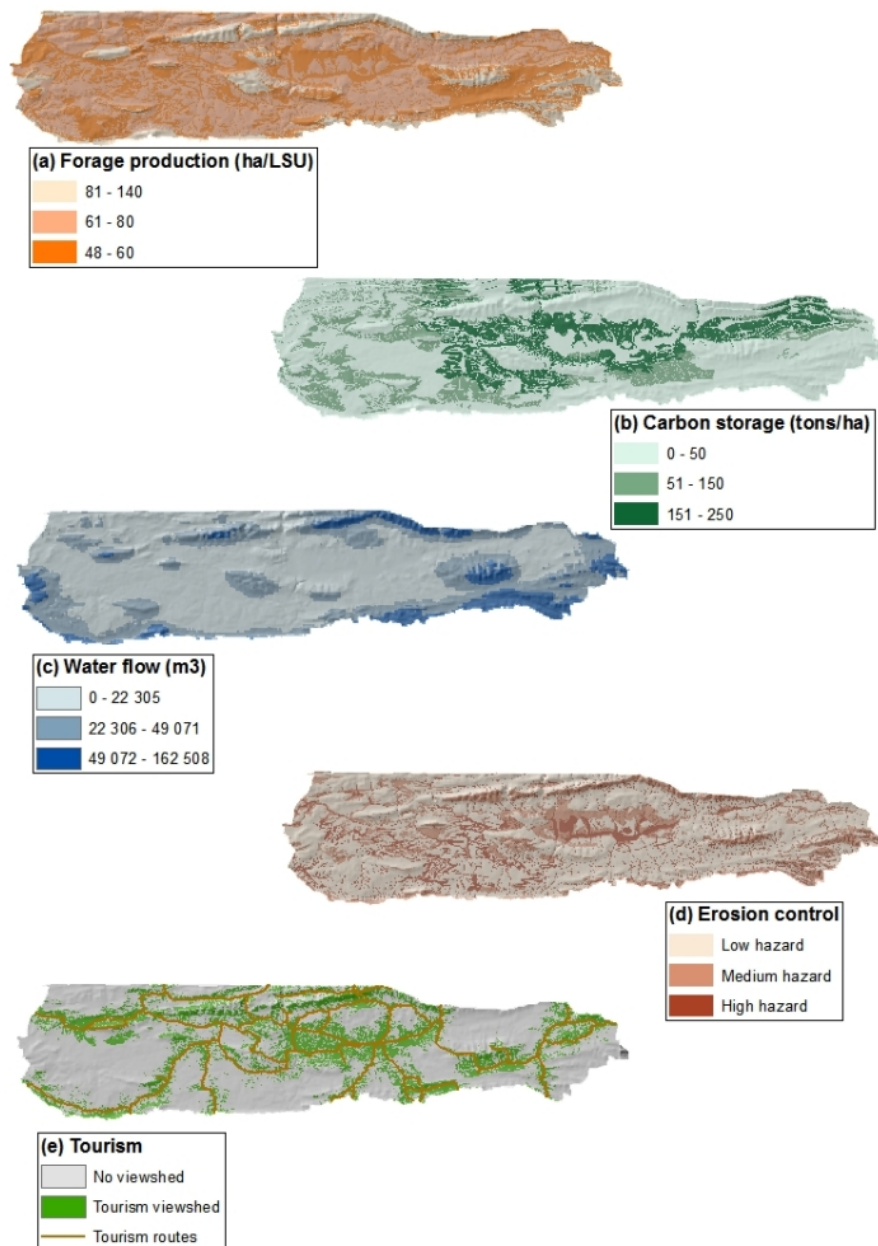 (a) Forage production (ha/LSU)
81 - 140
61 - 80
48 - 60
(b) Carbon storage (tons/ha)
0 - 50
51 - 150
151 - 250
(c) Water flow (m3)
0 - 22 305
22 306 - 49 071
49 072 - 162 508
(d) Erosion control
Low hazard
Medium hazard
High hazard
(e) Tourism
No viewshed
Tourism viewshed
Tourism routes